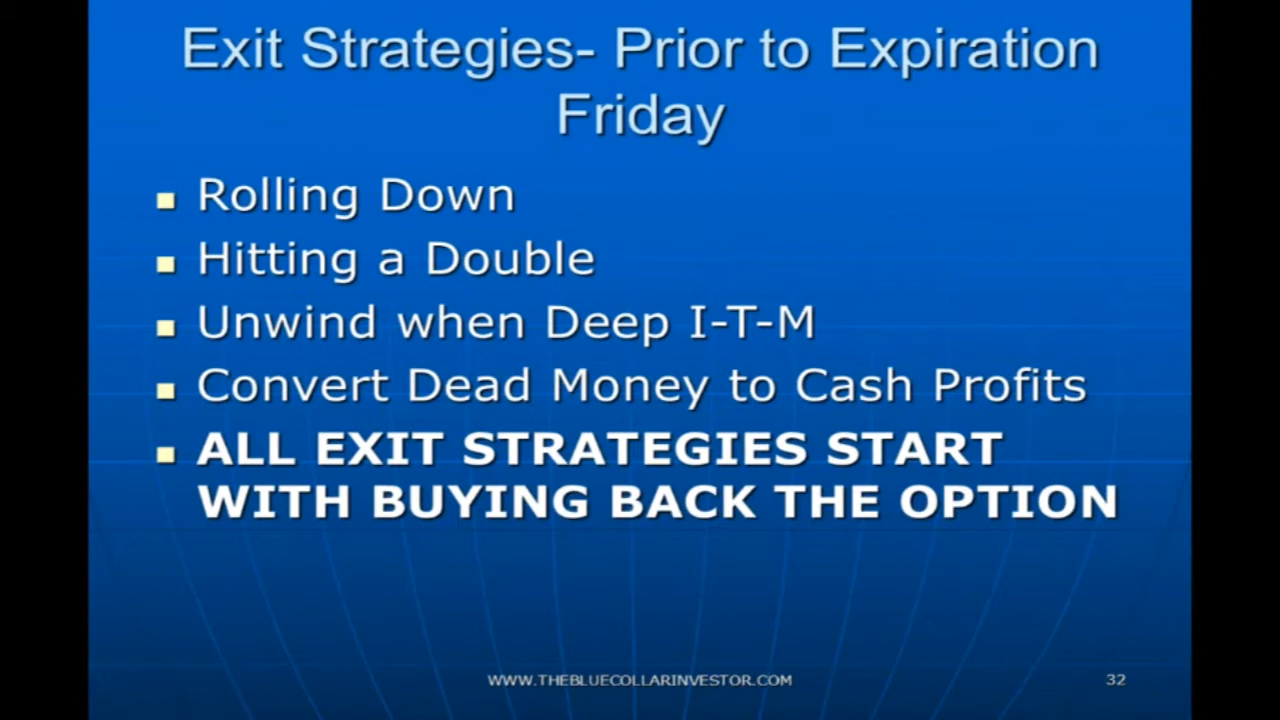 Exit Strategies- Prior to Expiration
Friday
Rolling Down
Hitting a Double
Unwind when Deep I-T-M
Convert Dead Money to Cash Profits
ALL EXIT STRATEGIES START
WITH BUYING BACK THE OPTION
WWW.THEBLUECOLLARINVESTOR.COM
32